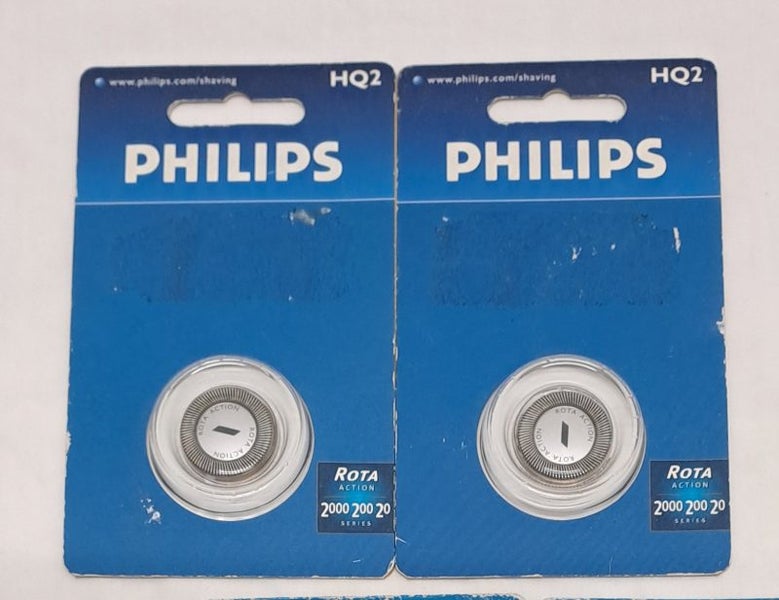 www.philips.com/shaving HQ2
PHILIPS
ROTA ACTION
ROTA ACTION
ROTA
ACTION
2000 200 20
SERIES
www.philips.com/shaving HQ2
PHILIPS
ROTA ACTION
ROTA ACTION
ROTA
ACTION
2000 200 20
SERIES